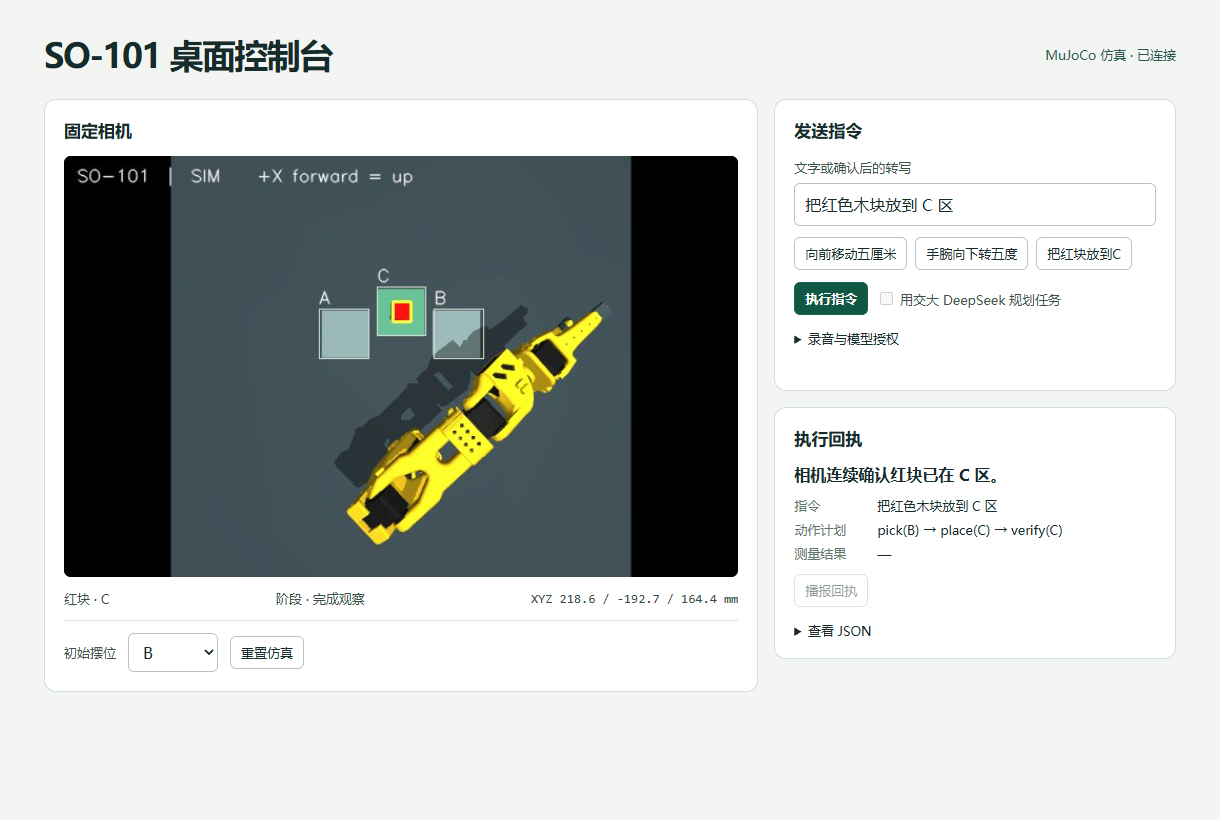 SO-101 桌面控制台
MuJoCo 仿真 · 已连接
固定相机
SO-101 | SIM +X forward = up
C
A
B
红块 · C
阶段 · 完成观察
XYZ 218.6 / -192.7 / 164.4 mm
初始摆位
B
重置仿真
发送指令
文字或确认后的转写
把红色木块放到 C 区
向前移动五厘米
手腕向下转五度
把红块放到C
执行指令
用交大 DeepSeek 规划任务
录音与模型授权
执行回执
相机连续确认红块已在 C 区。
指令 把红色木块放到 C 区
动作计划 pick(B) → place(C) → verify(C)
测量结果 —
播报回执
查看 JSON